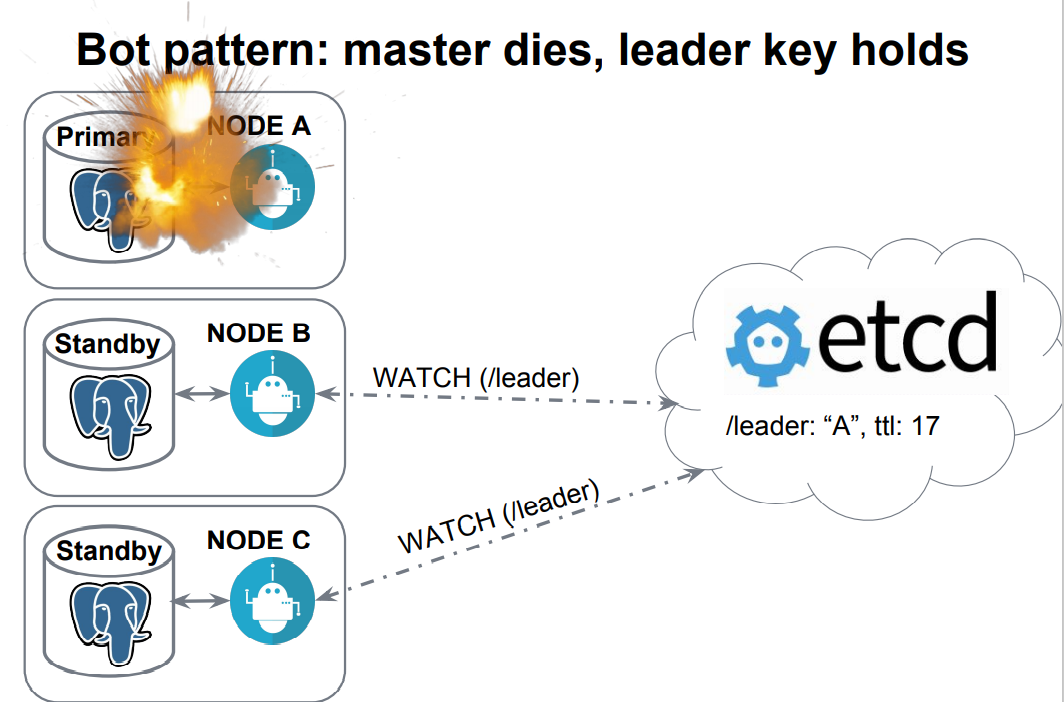 Bot pattern: master dies, leader key holds
Primar
NODE A
Standby
NODE B
WATCH (/leader)
etcd
/leader: “A”, ttl: 17
WATCH (/leader)
Standby
NODE C